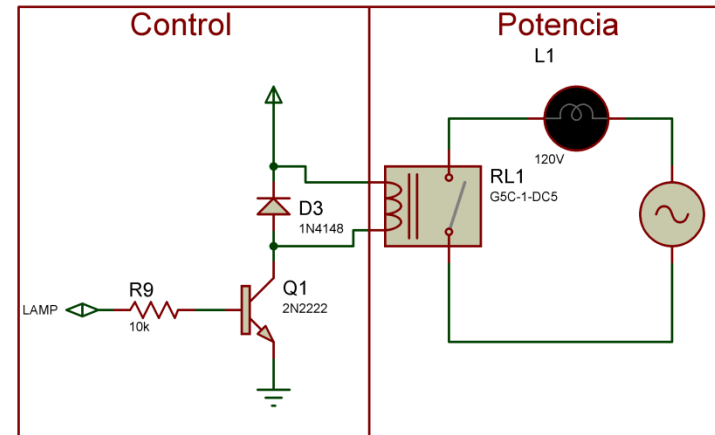 Control
Potencia
L1
120V
RL1
G5C-1-DC5
D3
1N4148
Q1
2N2222
R9
10k
LAMP